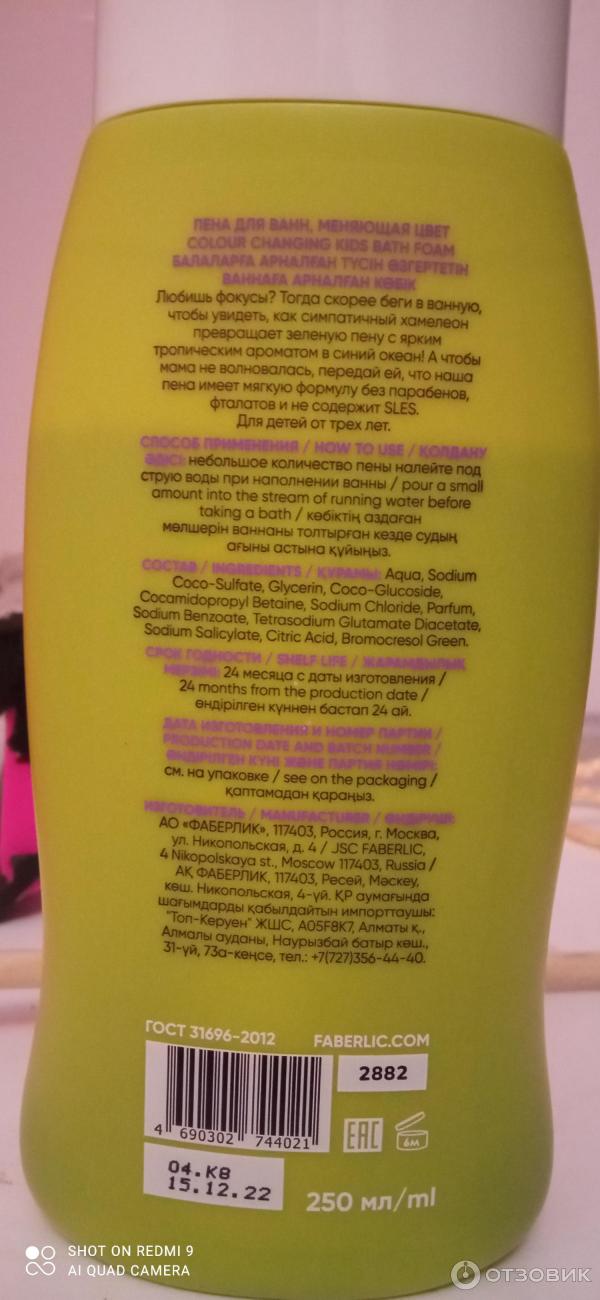 ПЕНА ДЛЯ ВАНН, МЕНЯЮЩАЯ ЦВЕТ
COLOUR CHANGING KIDS BATH FOAM
БАЛАЛАРҒА АРНАЛҒАН ТҮСІН ӨЗГЕРТЕТІН
ВАННАҒА АРНАЛҒАН КӨБІК
Любишь фокусы? Тогда скорее беги в ванную,
чтобы увидеть, как симпатичный хамелеон
превращает зеленую пену с ярким
тропическим ароматом в синий океан! А чтобы
мама не волновалась, передай ей, что наша
пена имеет мягкую формулу без парабенов,
фталатов и не содержит SLES.
Для детей от трех лет.
СПОСОБ ПРИМЕНЕНИЯ / HOW TO USE / ҚОЛДАНУ
ӘДІСІ: небольшое количество пены налейте под
струю воды при наполнении ванны / pour a small
amount into the stream of running water before
taking a bath / көбіктің аздаған
мөлшерін ваннаны толтырған кезде судың
ағыны астына құйыңыз.
СОСТАВ / INGREDIENTS / ҚҰРАМЫ: Aqua, Sodium
Coco-Sulfate, Glycerin, Coco-Glucoside,
Cocamidopropyl Betaine, Sodium Chloride, Parfum,
Sodium Benzoate, Tetrasodium Glutamate Diacetate,
Sodium Salicylate, Citric Acid, Bromocresol Green.
СРОК ГОДНОСТИ / SHELF LIFE / ЖАРАМДЫЛЫҚ
МЕРЗІМІ: 24 месяца с даты изготовления /
24 months from the production date /
өндірілген күннен бастап 24 ай.
ДАТА ИЗГОТОВЛЕНИЯ И НОМЕР ПАРТИИ /
PRODUCTION DATE AND BATCH NUMBER /
ӨНДІРІЛГЕН КҮНІ ЖӘНЕ ПАРТИЯ НӨМІРІ:
см. на упаковке / see on the packaging /
қаптамадан қараңыз.
ИЗГОТОВИТЕЛЬ / MANUFACTURER / ӨНДІРУШІ:
АО «ФАБЕРЛИК», 117403, Россия, г. Москва,
ул. Никопольская, д. 4 / JSC FABERLIC,
4 Nikopolskaya st., Moscow 117403, Russia /
АҚ ФАБЕРЛИК, 117403, Ресей, Мәскеу,
көш. Никопольская, 4-үй. ҚР аумағында
шағымдарды қабылдайтын импорттаушы:
"Топ-Керуен" ЖШС, A05F8K7, Алматы қ.,
Алмалы ауданы, Наурызбай батыр көш.,
31-үй, 73а-кеңсе, тел.: +7(727)356-44-40.
ГОСТ 31696-2012 FABERLIC.COM
2882
4 690302 744021
EAC
6M
04.K8
15.12.22
250 мл/ml
SHOT ON REDMI 9
AI QUAD CAMERA
ОТЗОВИК